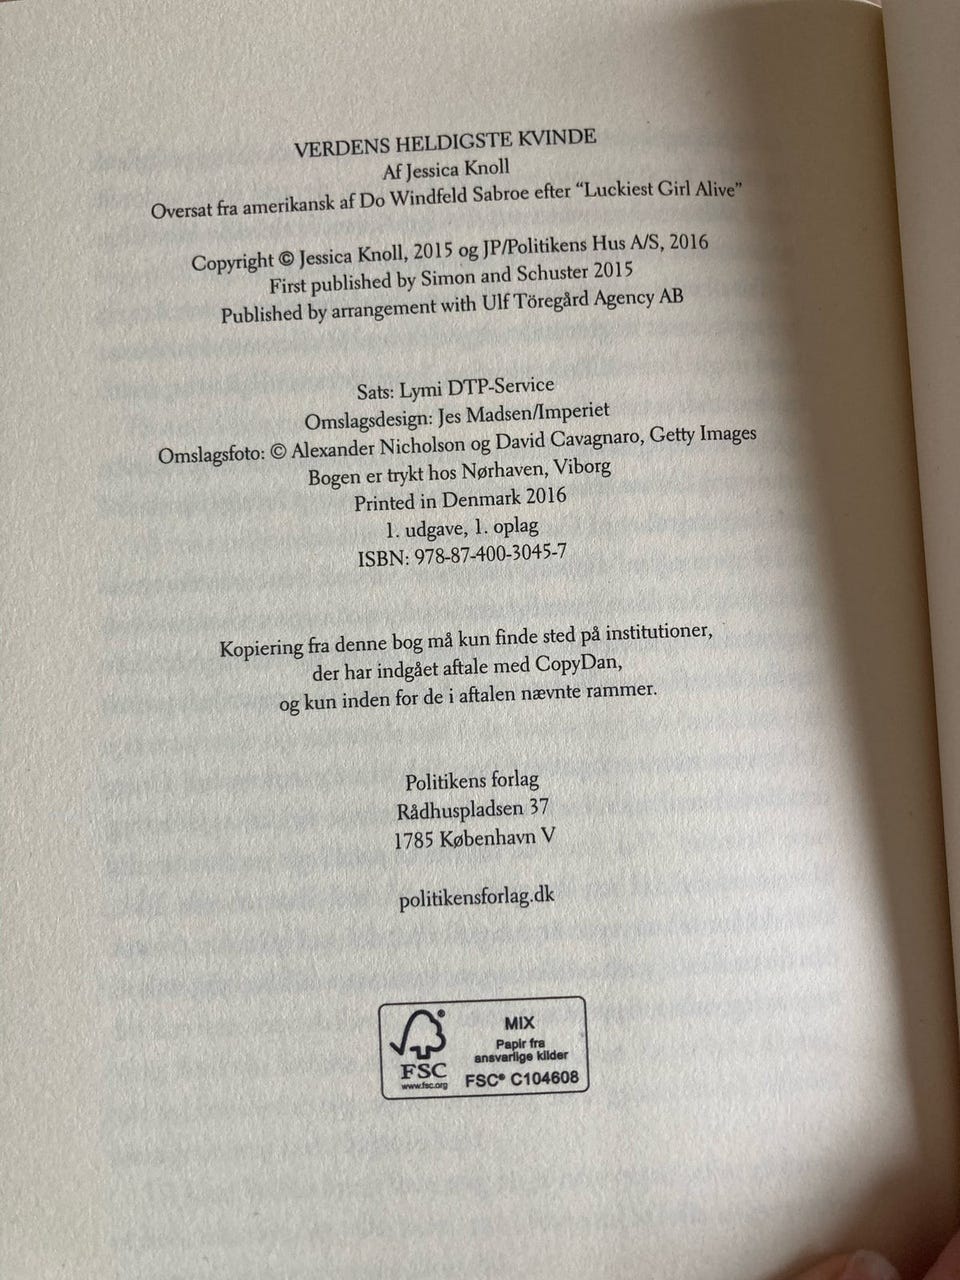 VERDENS HELDIGSTE KVINDE
Af Jessica Knoll
Oversat fra amerikansk af Do Windfeld Sabroe efter “Luckiest Girl Alive”
Copyright © Jessica Knoll, 2015 og JP/Politikens Hus A/S, 2016
First published by Simon and Schuster 2015
Published by arrangement with Ulf Töregård Agency AB
Sats: Lymi DTP-Service
Omslagsdesign: Jes Madsen/Imperiet
Omslagsfoto: © Alexander Nicholson og David Cavagnaro, Getty Images
Bogen er trykt hos Nørhaven, Viborg
Printed in Denmark 2016
1. udgave, 1. oplag
ISBN: 978-87-400-3045-7
Kopiering fra denne bog må kun finde sted på institutioner,
der har indgået aftale med CopyDan,
og kun inden for de i aftalen nævnte rammer.
Politikens forlag
Rådhuspladsen 37
1785 København V
politikensforlag.dk
FSC
www.fsc.org
MIX
Papir fra
ansvarlige kilder
FSC® C104608